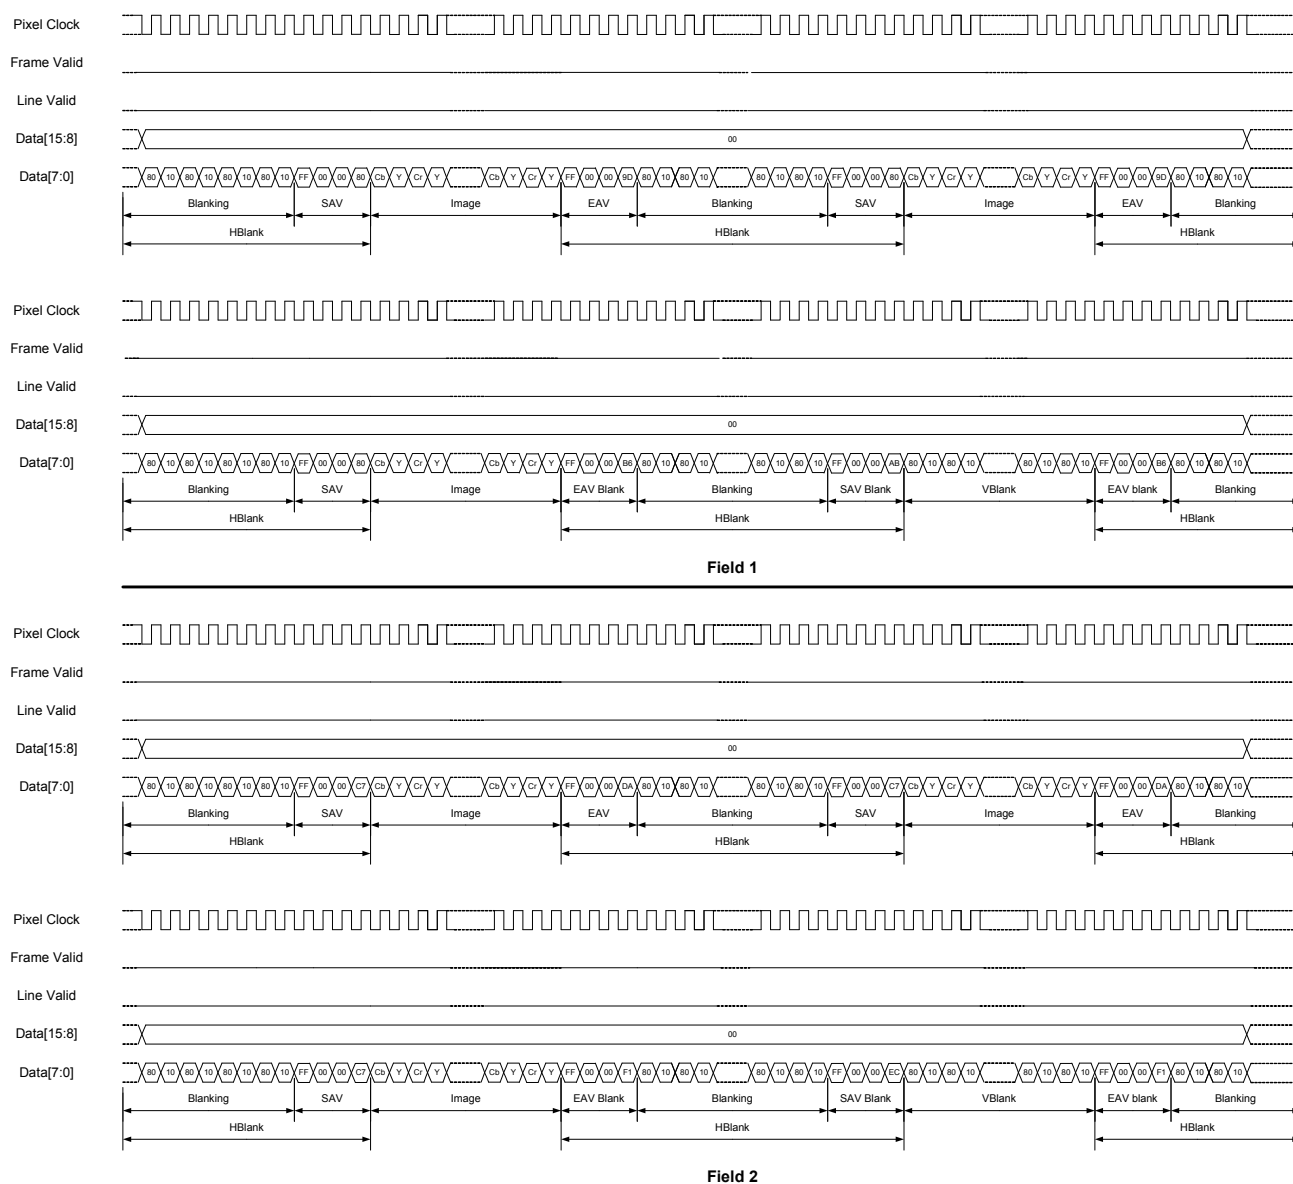 Pixel Clock
Frame Valid
Line Valid
Data[15:8] 00
Data[7:0] 80 10 80 10 80 10 80 10 FF 00 00 80 Cb Y Cr Y Cb Y Cr Y FF 00 00 9D 80 10 80 10 80 10 80 10 FF 00 00 80 Cb Y Cr Y Cb Y Cr Y FF 00 00 9D 80 10 80 10
Blanking SAV Image EAV Blanking SAV Image EAV Blanking
HBlank HBlank HBlank
Pixel Clock
Frame Valid
Line Valid
Data[15:8] 00
Data[7:0] 80 10 80 10 80 10 80 10 FF 00 00 80 Cb Y Cr Y Cb Y Cr Y FF 00 00 B6 80 10 80 10 80 10 80 10 FF 00 00 AB 80 10 80 10 80 10 80 10 FF 00 00 B6 80 10 80 10
Blanking SAV Image EAV Blank Blanking SAV Blank VBlank EAV blank Blanking
HBlank HBlank HBlank
Field 1
Pixel Clock
Frame Valid
Line Valid
Data[15:8] 00
Data[7:0] 80 10 80 10 80 10 80 10 FF 00 00 C7 Cb Y Cr Y Cb Y Cr Y FF 00 00 DA 80 10 80 10 80 10 80 10 FF 00 00 C7 Cb Y Cr Y Cb Y Cr Y FF 00 00 DA 80 10 80 10
Blanking SAV Image EAV Blanking SAV Image EAV Blanking
HBlank HBlank HBlank
Pixel Clock
Frame Valid
Line Valid
Data[15:8] 00
Data[7:0] 80 10 80 10 80 10 80 10 FF 00 00 C7 Cb Y Cr Y Cb Y Cr Y FF 00 00 F1 80 10 80 10 80 10 80 10 FF 00 00 EC 80 10 80 10 80 10 80 10 FF 00 00 F1 80 10 80 10
Blanking SAV Image EAV Blank Blanking SAV Blank VBlank EAV blank Blanking
HBlank HBlank HBlank
Field 2